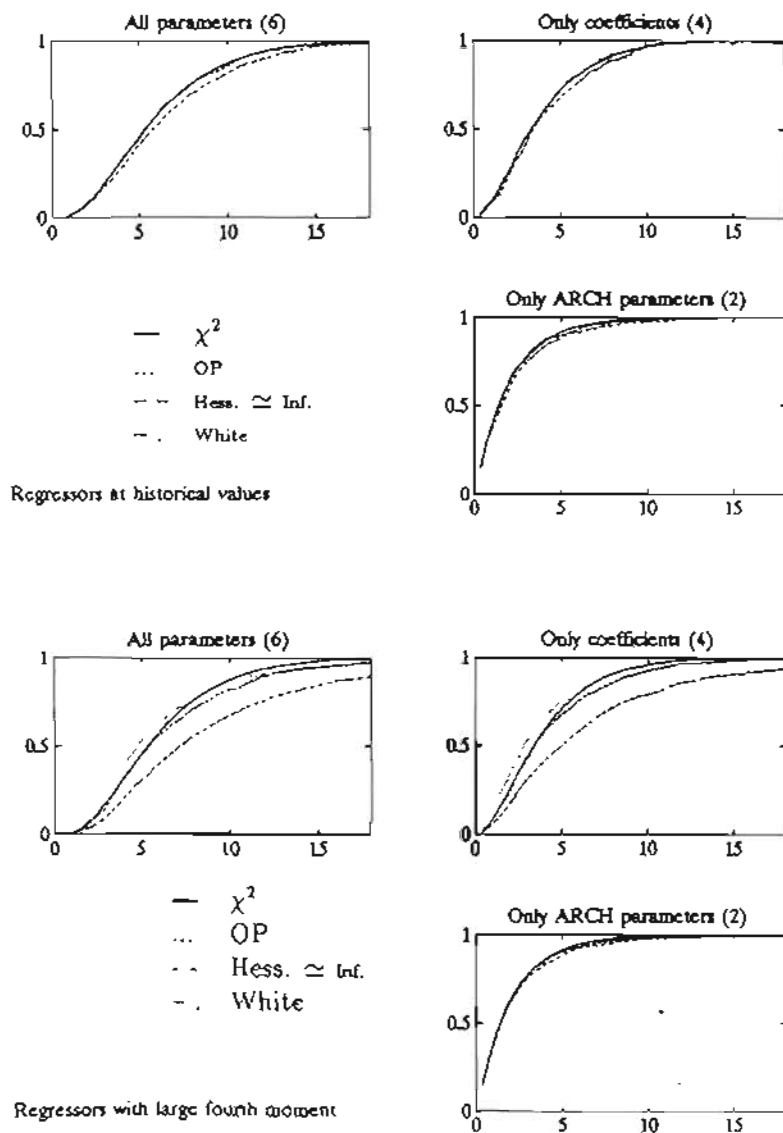 All parameters (6)
Only coefficients (4)
1
0.5
0
0 5 10 15
1
0.5
0
0 5 10 15
Only ARCH parameters (2)
1
0.5
0
0 5 10 15
— χ²
... OP
– – Hess. ≃ Inf.
– . White
Regressors at historical values
All parameters (6)
Only coefficients (4)
1
0.5
0
0 5 10 15
1
0.5
0
0 5 10 15
Only ARCH parameters (2)
1
0.5
0
0 5 10 15
— χ²
... OP
- - Hess. ≃ Inf.
– . White
Regressors with large fourth moment